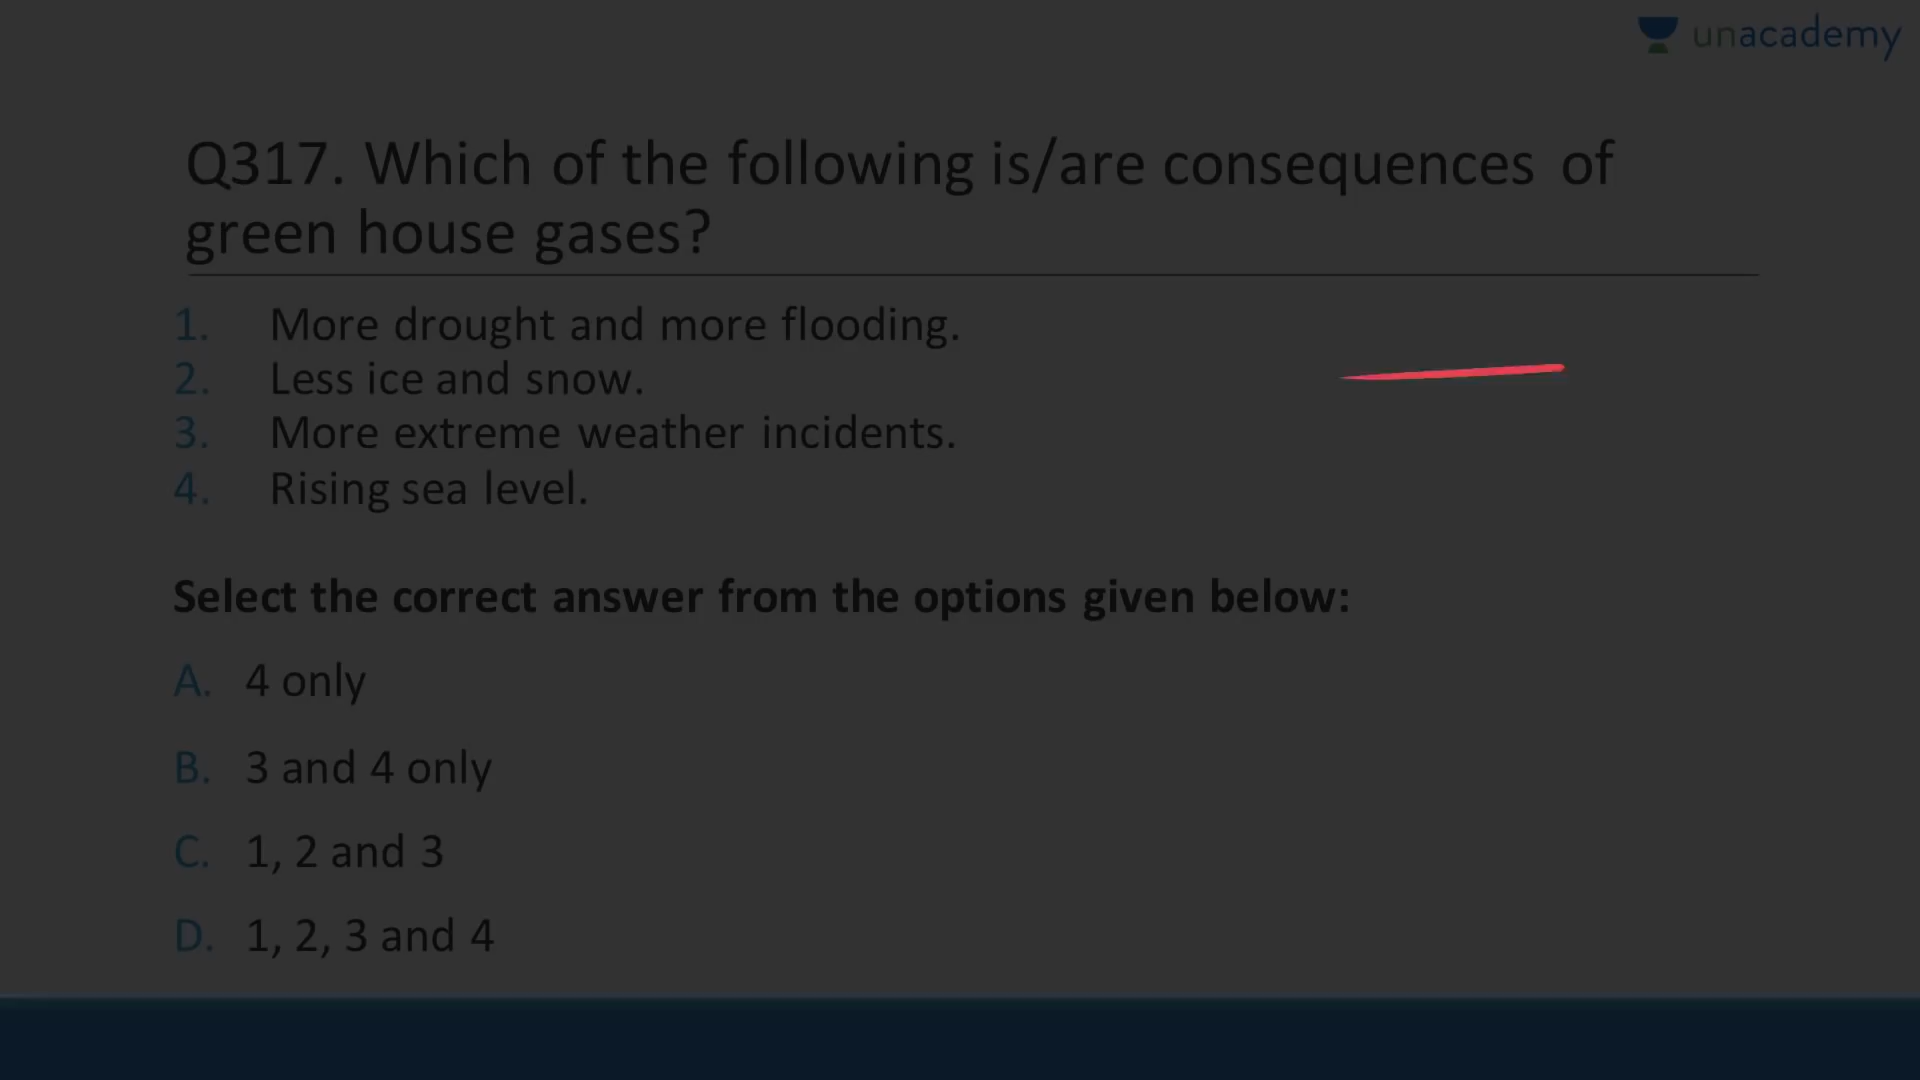 unacademy
Q317. Which of the following is/are consequences of
green house gases?
1. More drought and more flooding.
2. Less ice and snow.
3. More extreme weather incidents.
4. Rising sea level.
Select the correct answer from the options given below:
A. 4 only
B. 3 and 4 only
C. 1, 2 and 3
D. 1, 2, 3 and 4